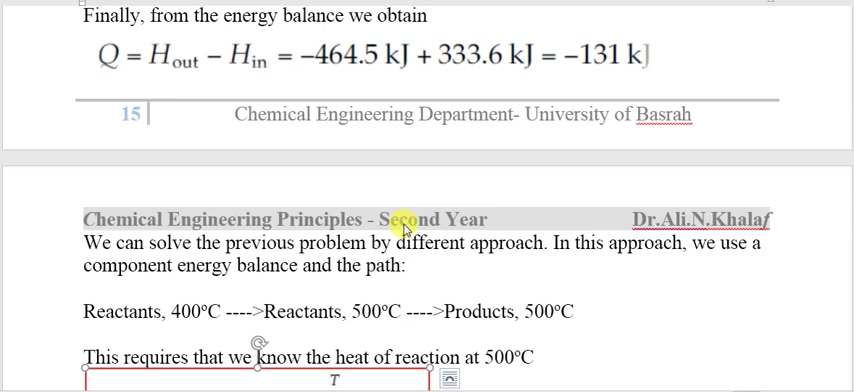 Finally, from the energy balance we obtain
Q = H_out − H_in = −464.5 kJ + 333.6 kJ = −131 kJ
15 Chemical Engineering Department- University of Basrah
Chemical Engineering Principles - Second Year Dr.Ali.N.Khalaf
We can solve the previous problem by different approach. In this approach, we use a
component energy balance and the path:
Reactants, 400°C ---->Reactants, 500°C ---->Products, 500°C
This requires that we know the heat of reaction at 500°C
T